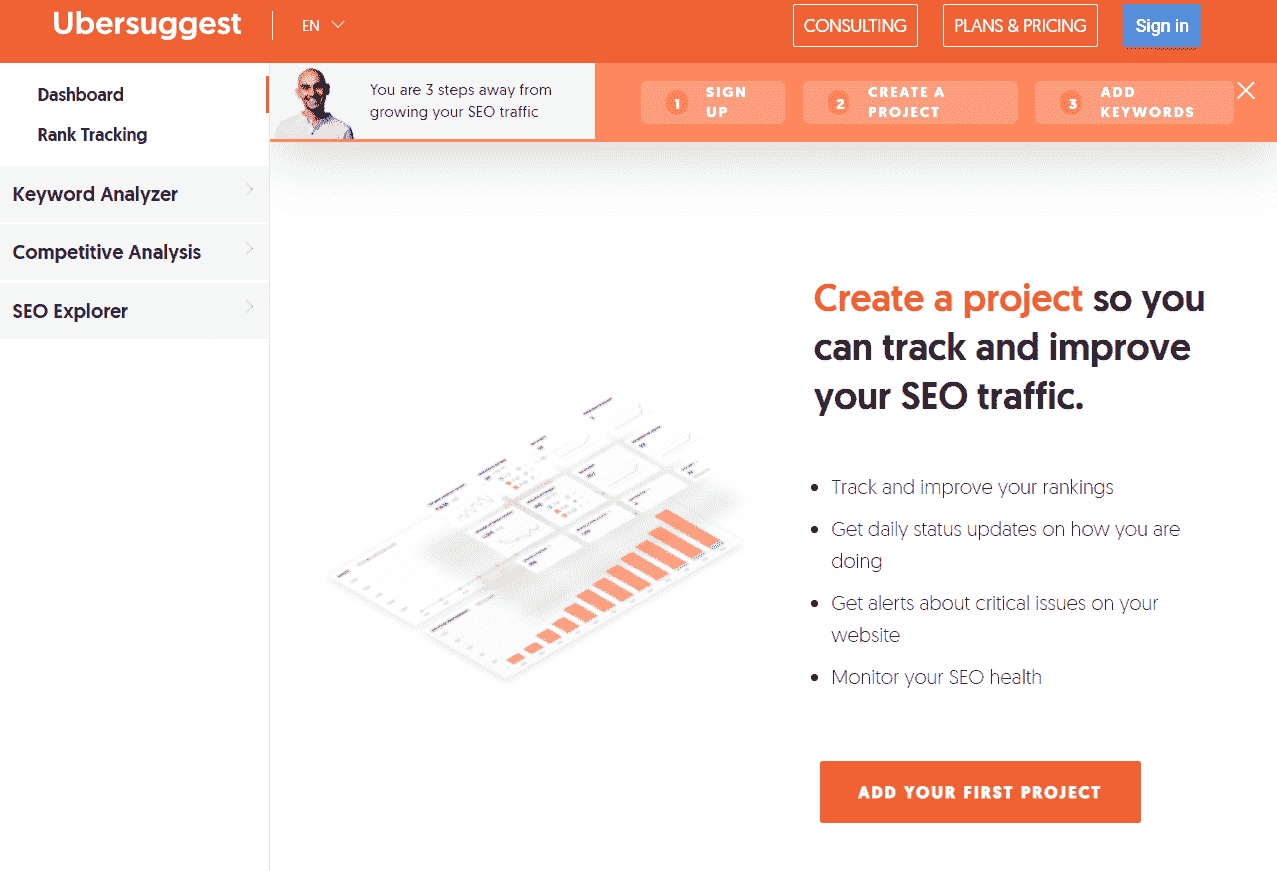 Ubersuggest
EN
CONSULTING
PLANS & PRICING
Sign in
Dashboard
Rank Tracking
Keyword Analyzer
Competitive Analysis
SEO Explorer
You are 3 steps away from
growing your SEO traffic
1
SIGN
UP
2
CREATE A
PROJECT
3
ADD
KEYWORDS
Create a project so you
can track and improve
your SEO traffic.
Track and improve your rankings
Get daily status updates on how you are
doing
Get alerts about critical issues on your
website
Monitor your SEO health
ADD YOUR FIRST PROJECT